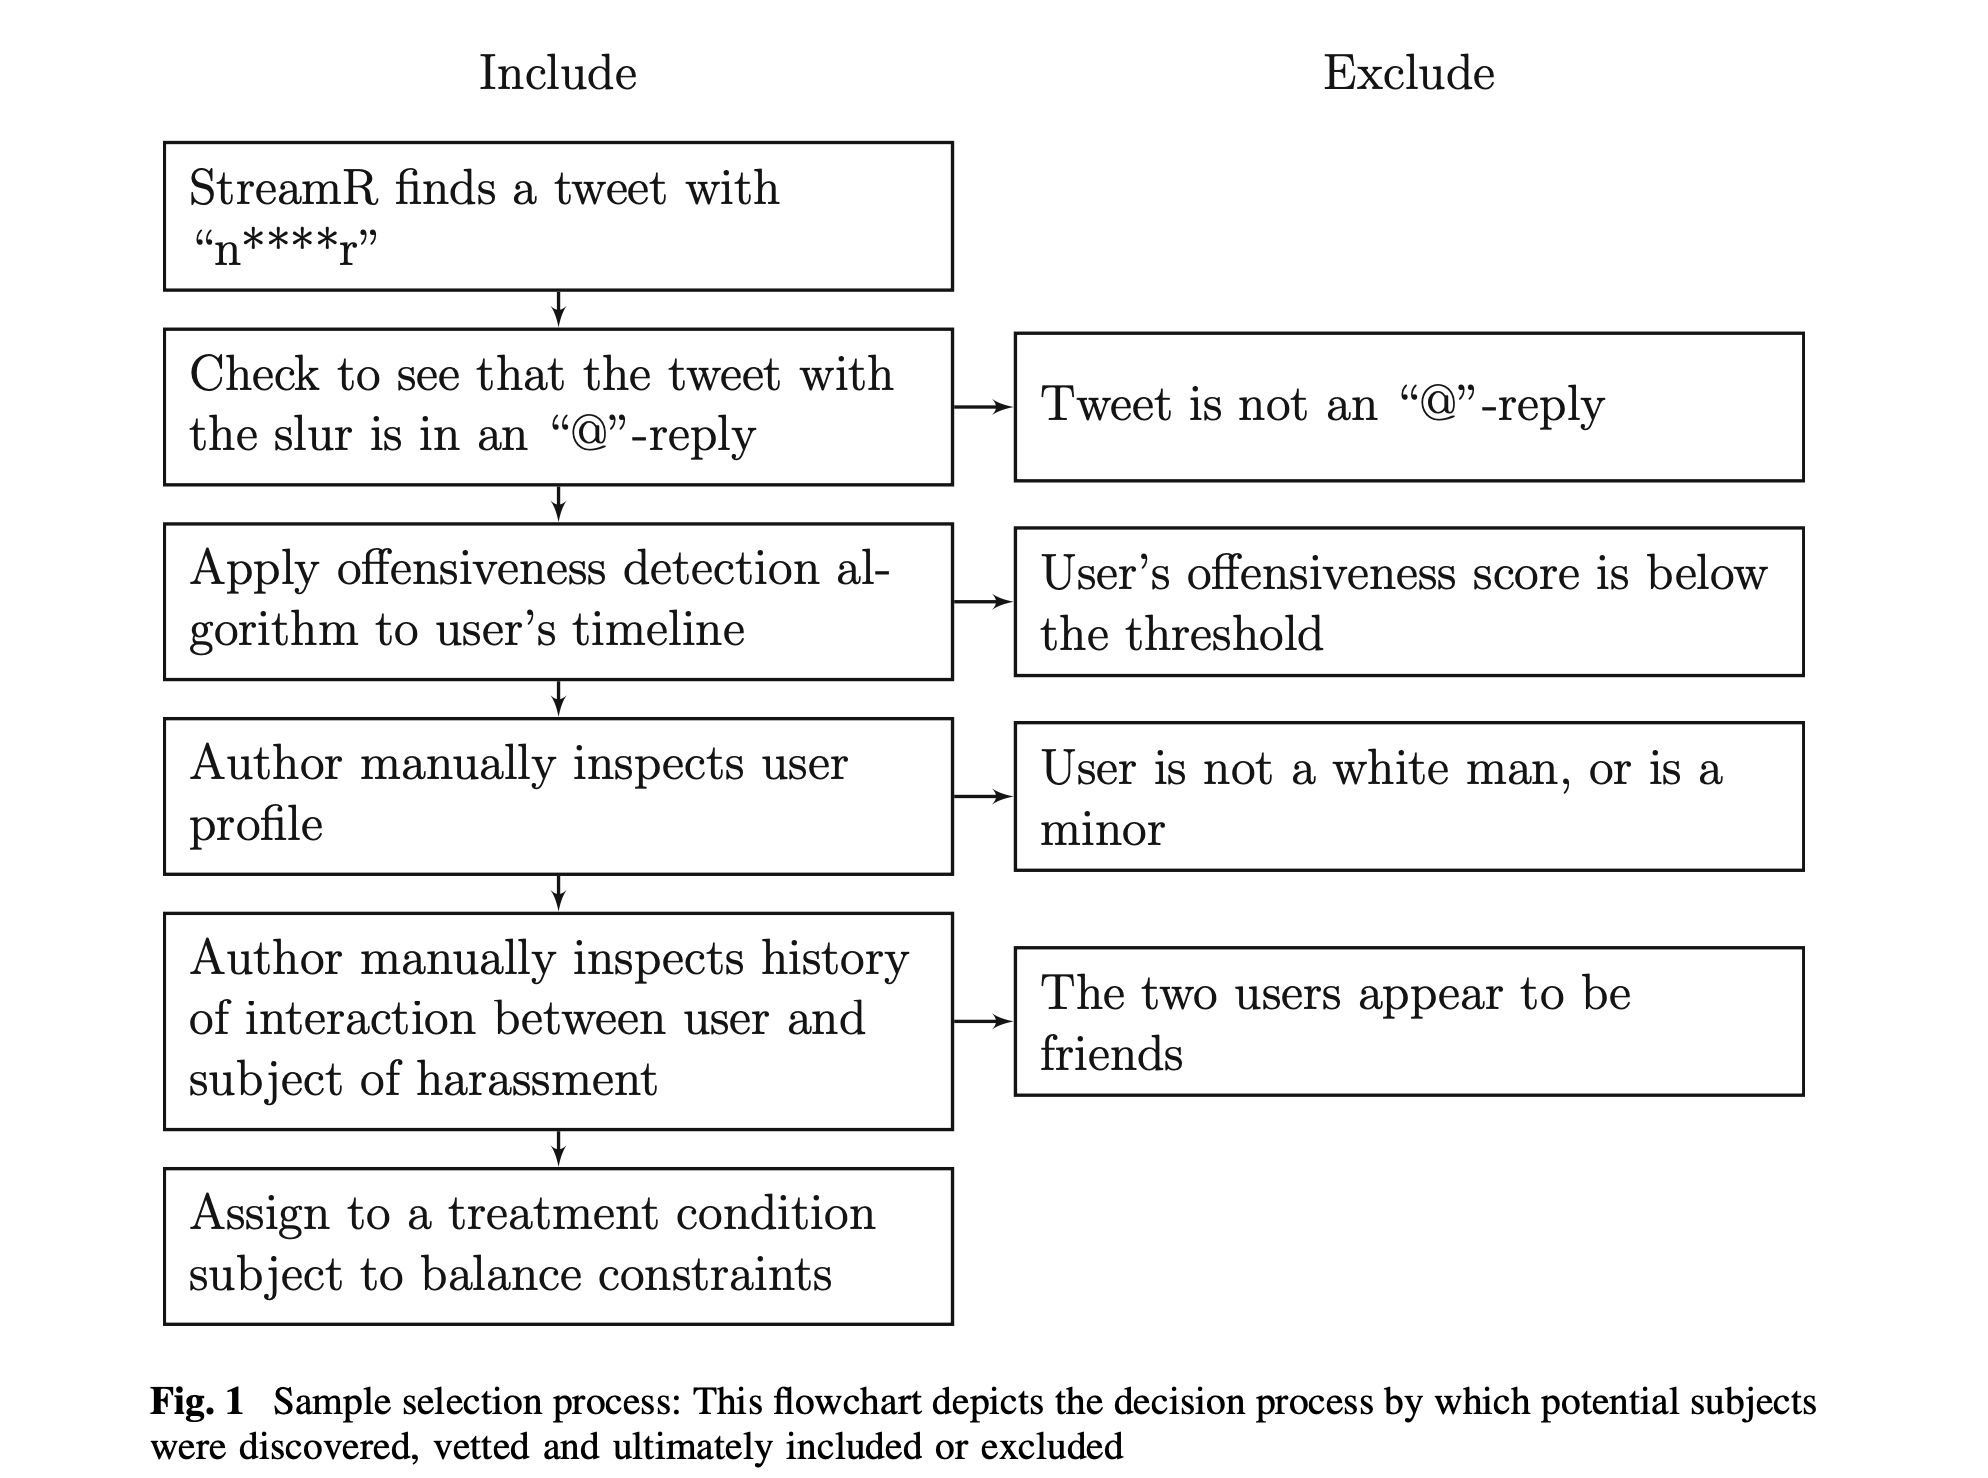 Include
Exclude
StreamR finds a tweet with
“n****r”
Check to see that the tweet with
the slur is in an “@”-reply
Tweet is not an “@”-reply
Apply offensiveness detection al-
gorithm to user’s timeline
User’s offensiveness score is below
the threshold
Author manually inspects user
profile
User is not a white man, or is a
minor
Author manually inspects history
of interaction between user and
subject of harassment
The two users appear to be
friends
Assign to a treatment condition
subject to balance constraints
Fig. 1 Sample selection process: This flowchart depicts the decision process by which potential subjects
were discovered, vetted and ultimately included or excluded